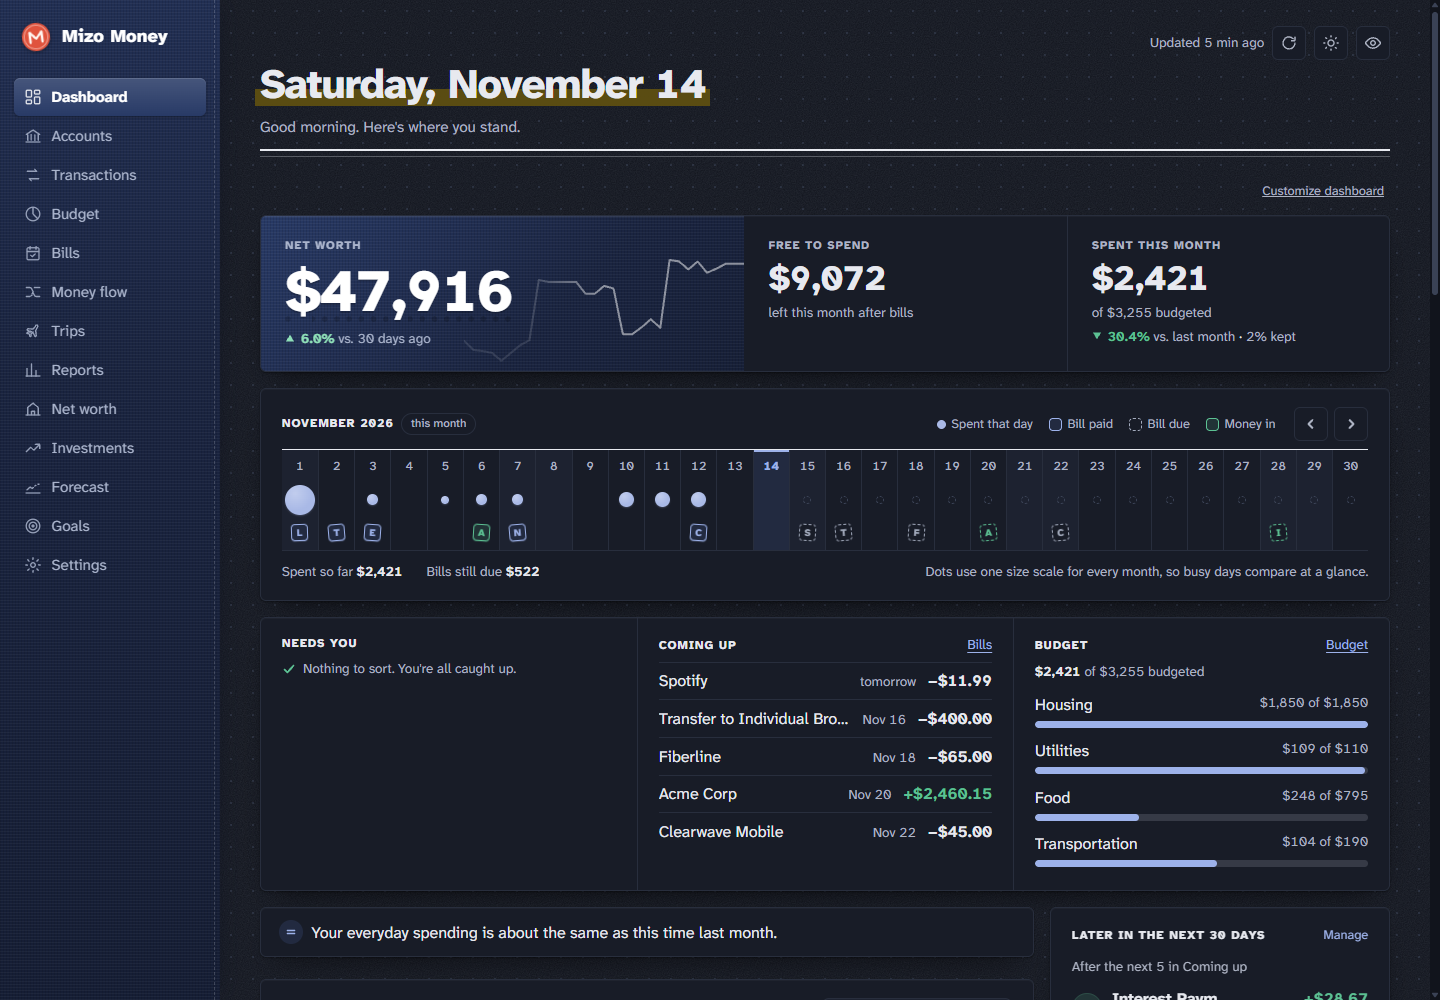 Mizo Money
Dashboard
Accounts
Transactions
Budget
Bills
Money flow
Trips
Reports
Net worth
Investments
Forecast
Goals
Settings
Updated 5 min ago
Saturday, November 14
Good morning. Here's where you stand.
Customize dashboard
NET WORTH
$47,916
6.0% vs. 30 days ago
FREE TO SPEND
$9,072
left this month after bills
SPENT THIS MONTH
$2,421
of $3,255 budgeted
30.4% vs. last month · 2% kept
NOVEMBER 2026 this month
Spent that day Bill paid Bill due Money in
1 2 3 4 5 6 7 8 9 10 11 12 13 14 15 16 17 18 19 20 21 22 23 24 25 26 27 28 29 30
L T E A N C S T F A C I
Spent so far $2,421 Bills still due $522 Dots use one size scale for every month, so busy days compare at a glance.
NEEDS YOU
Nothing to sort. You're all caught up.
COMING UP Bills
Spotify tomorrow –$11.99
Transfer to Individual Bro... Nov 16 –$400.00
Fiberline Nov 18 –$65.00
Acme Corp Nov 20 +$2,460.15
Clearwave Mobile Nov 22 –$45.00
BUDGET Budget
$2,421 of $3,255 budgeted
Housing $1,850 of $1,850
Utilities $109 of $110
Food $248 of $795
Transportation $104 of $190
= Your everyday spending is about the same as this time last month.
LATER IN THE NEXT 30 DAYS Manage
After the next 5 in Coming up
Interest Paym +$28.67